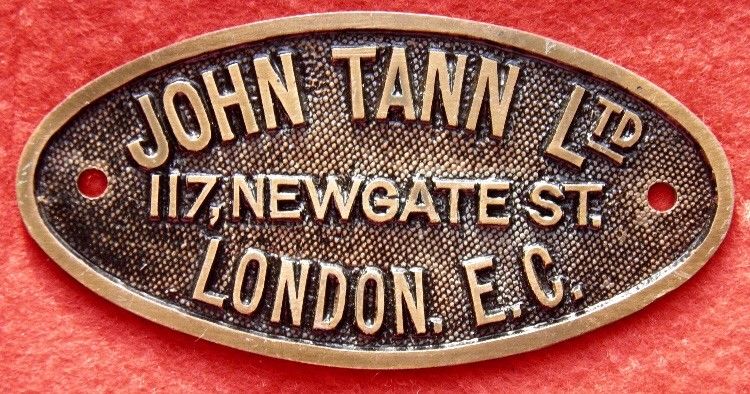 JOHN TANN LTD
117, NEWGATE ST.
LONDON. E. C.